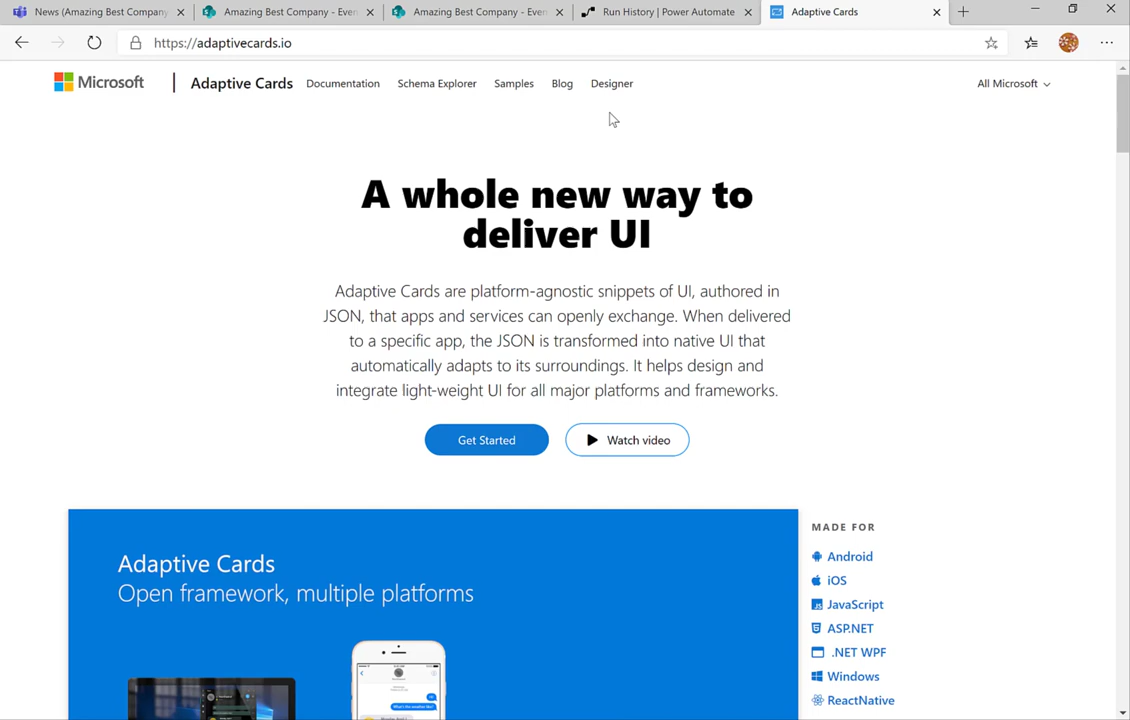 News (Amazing Best Company
Amazing Best Company - Even
Amazing Best Company - Even
Run History | Power Automate
Adaptive Cards
https://adaptivecards.io
Microsoft
Adaptive Cards
Documentation
Schema Explorer
Samples
Blog
Designer
All Microsoft
A whole new way to
deliver UI
Adaptive Cards are platform-agnostic snippets of UI, authored in
JSON, that apps and services can openly exchange. When delivered
to a specific app, the JSON is transformed into native UI that
automatically adapts to its surroundings. It helps design and
integrate light-weight UI for all major platforms and frameworks.
Get Started
Watch video
Adaptive Cards
Open framework, multiple platforms
MADE FOR
Android
iOS
JavaScript
ASP.NET
.NET WPF
Windows
ReactNative